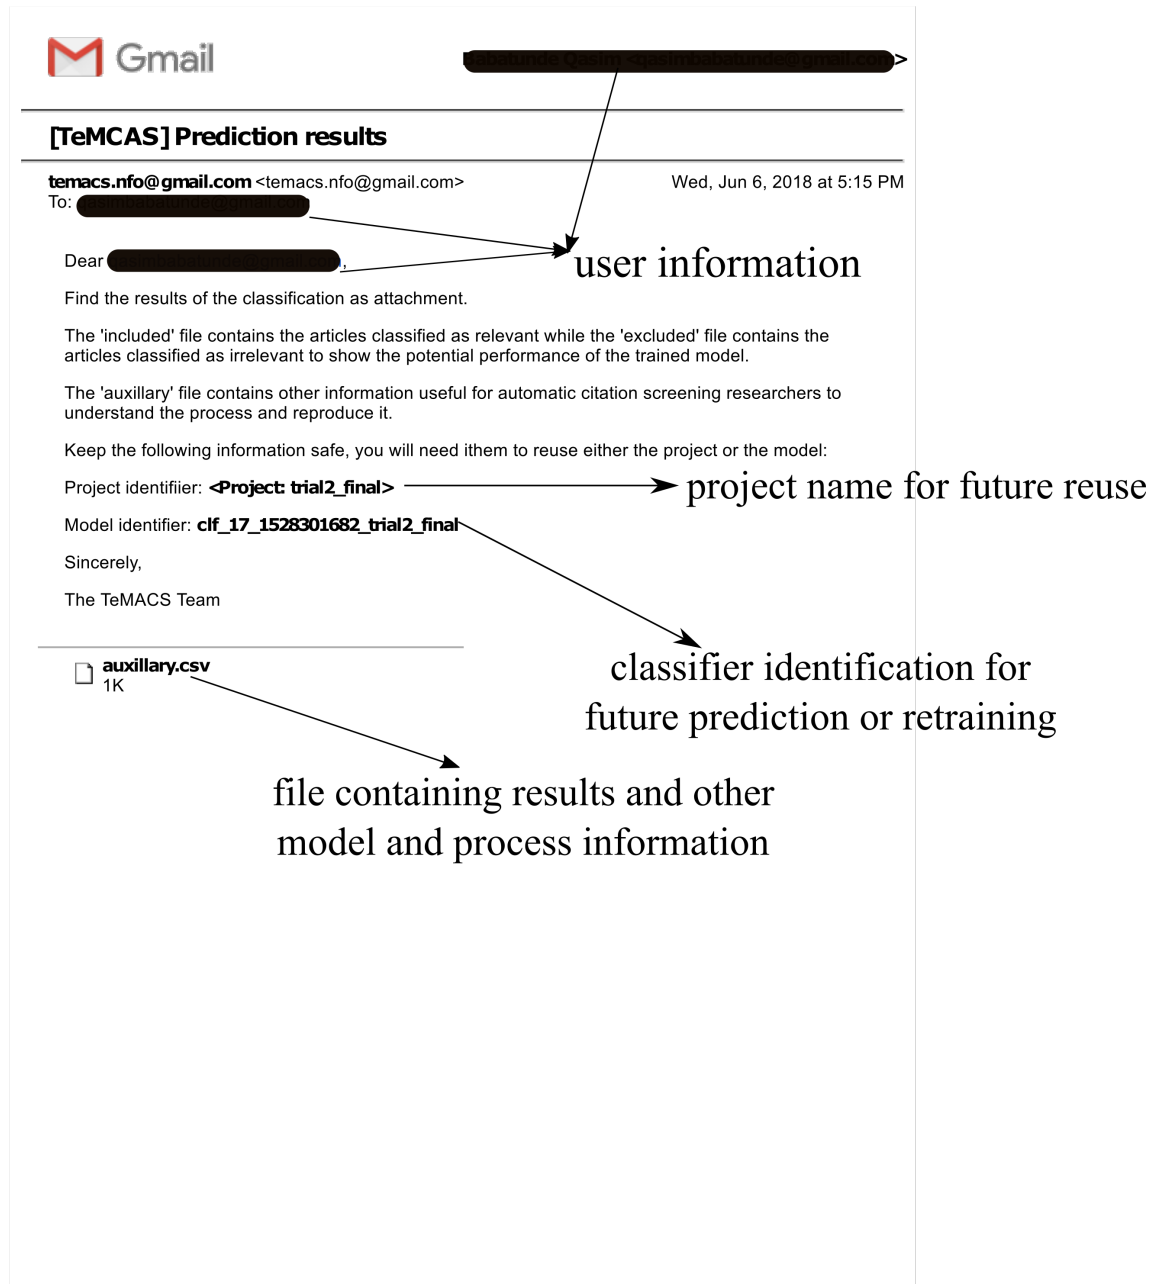 Gmail
>
[TeMCAS] Prediction results
temacs.nfo@gmail.com <temacs.nfo@gmail.com>
Wed, Jun 6, 2018 at 5:15 PM
To:
Dear ,
user information
Find the results of the classification as attachment.
The 'included' file contains the articles classified as relevant while the 'excluded' file contains the
articles classified as irrelevant to show the potential performance of the trained model.
The 'auxillary' file contains other information useful for automatic citation screening researchers to
understand the process and reproduce it.
Keep the following information safe, you will need ithem to reuse either the project or the model:
Project identifiier: <Project: trial2_final>
project name for future reuse
Model identifier: clf_17_1528301682_trial2_final
Sincerely,
The TeMACS Team
auxillary.csv
1K
classifier identification for
future prediction or retraining
file containing results and other
model and process information